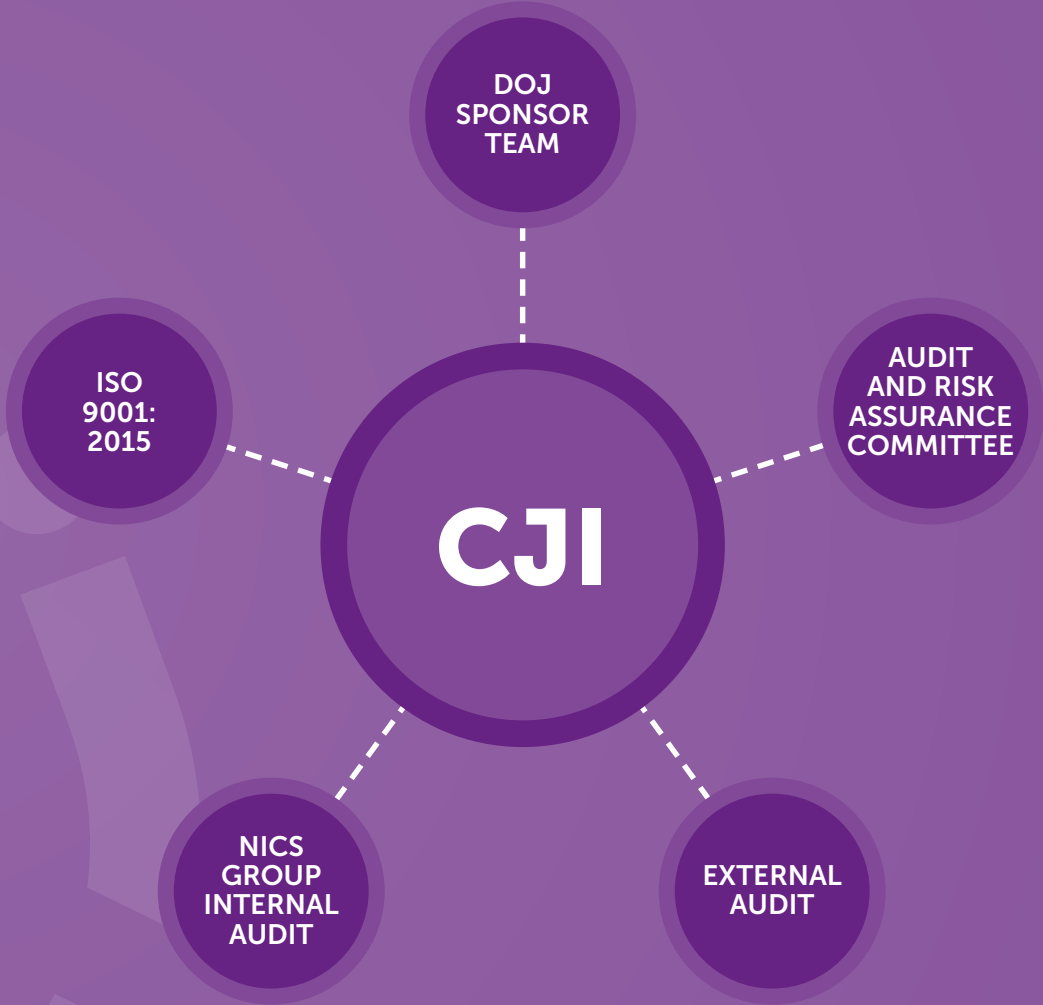 DOJ
SPONSOR
TEAM
ISO
9001:
2015
AUDIT
AND RISK
ASSURANCE
COMMITTEE
CJI
NICS
GROUP
INTERNAL
AUDIT
EXTERNAL
AUDIT